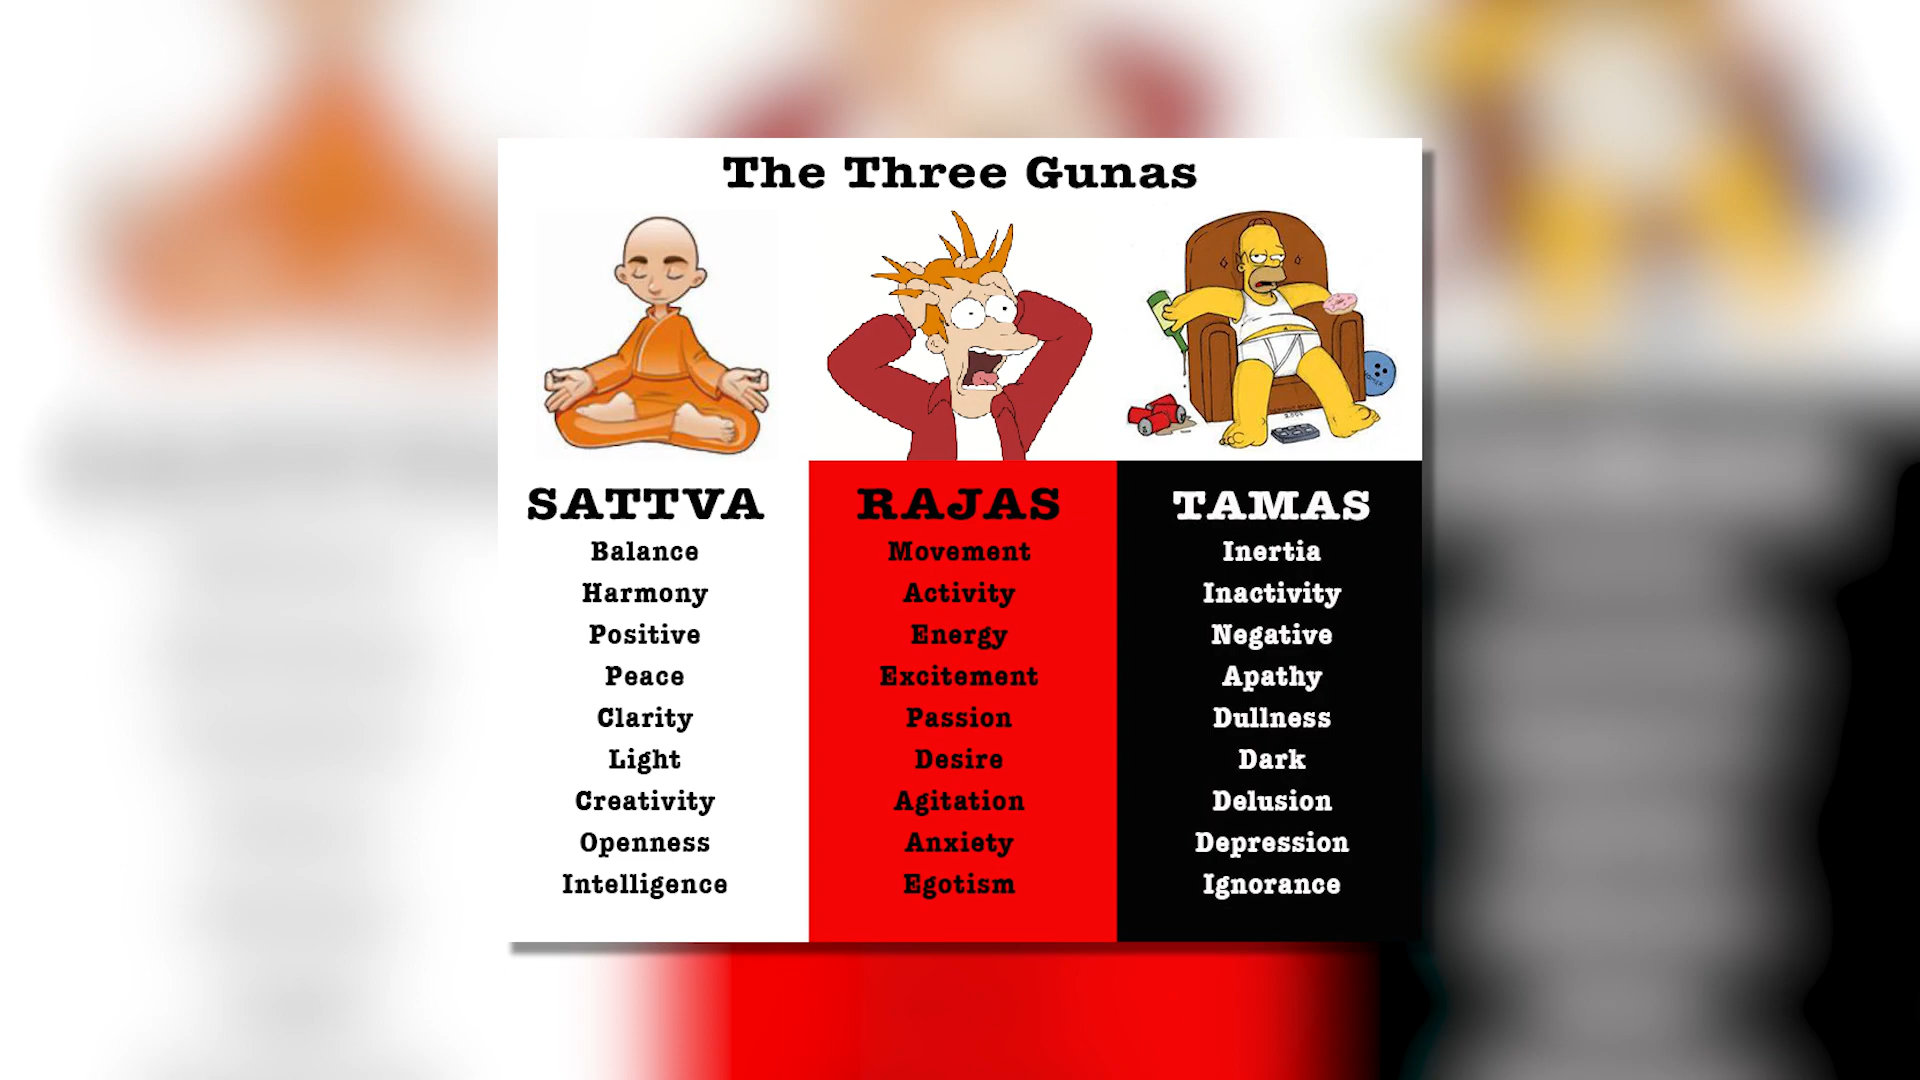 The Three Gunas
SATTVA
Balance
Harmony
Positive
Peace
Clarity
Light
Creativity
Openness
Intelligence
RAJAS
Movement
Activity
Energy
Excitement
Passion
Desire
Agitation
Anxiety
Egotism
TAMAS
Inertia
Inactivity
Negative
Apathy
Dullness
Dark
Delusion
Depression
Ignorance